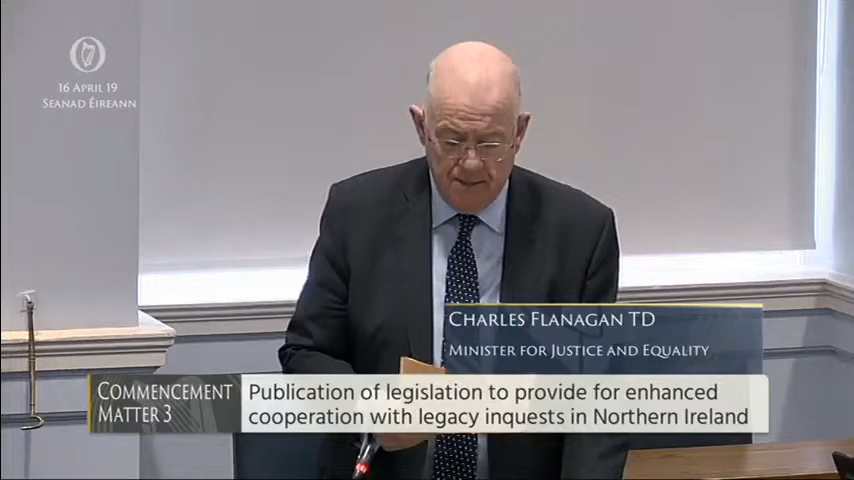 16 April 19
Seanad Éireann
Charles Flanagan TD
Minister for Justice and Equality
Commencement
Matter 3
Publication of legislation to provide for enhanced
cooperation with legacy inquests in Northern Ireland